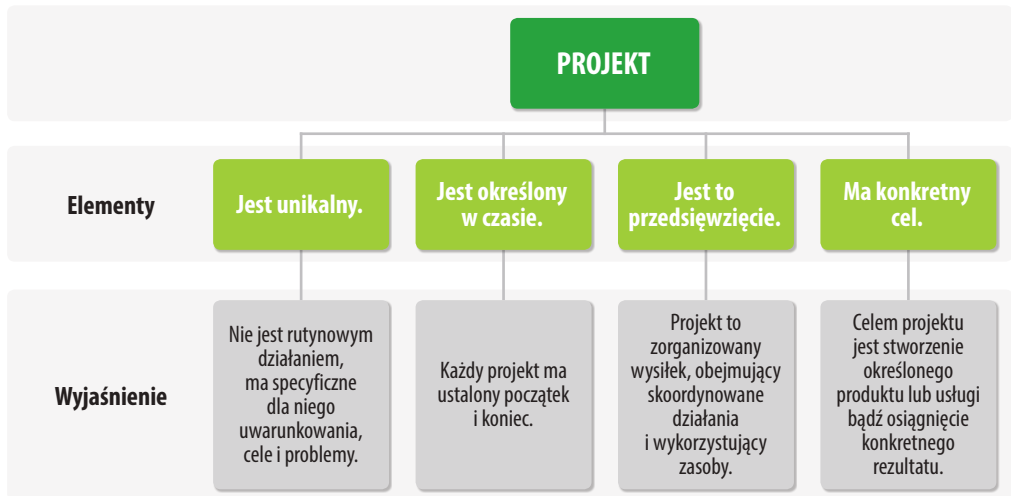 PROJEKT
Elementy
Jest unikalny.
Jest określony
w czasie.
Jest to
przedsięwzięcie.
Ma konkretny
cel.
Wyjaśnienie
Nie jest rutynowym
działaniem,
ma specyficzne
dla niego
uwarunkowania,
cele i problemy.
Każdy projekt ma
ustalony początek
i koniec.
Projekt to
zorganizowany
wysiłek, obejmujący
skoordynowane
działania
i wykorzystujący
zasoby.
Celem projektu
jest stworzenie
określonego
produktu lub usługi
bądź osiągnięcie
konkretnego
rezultatu.